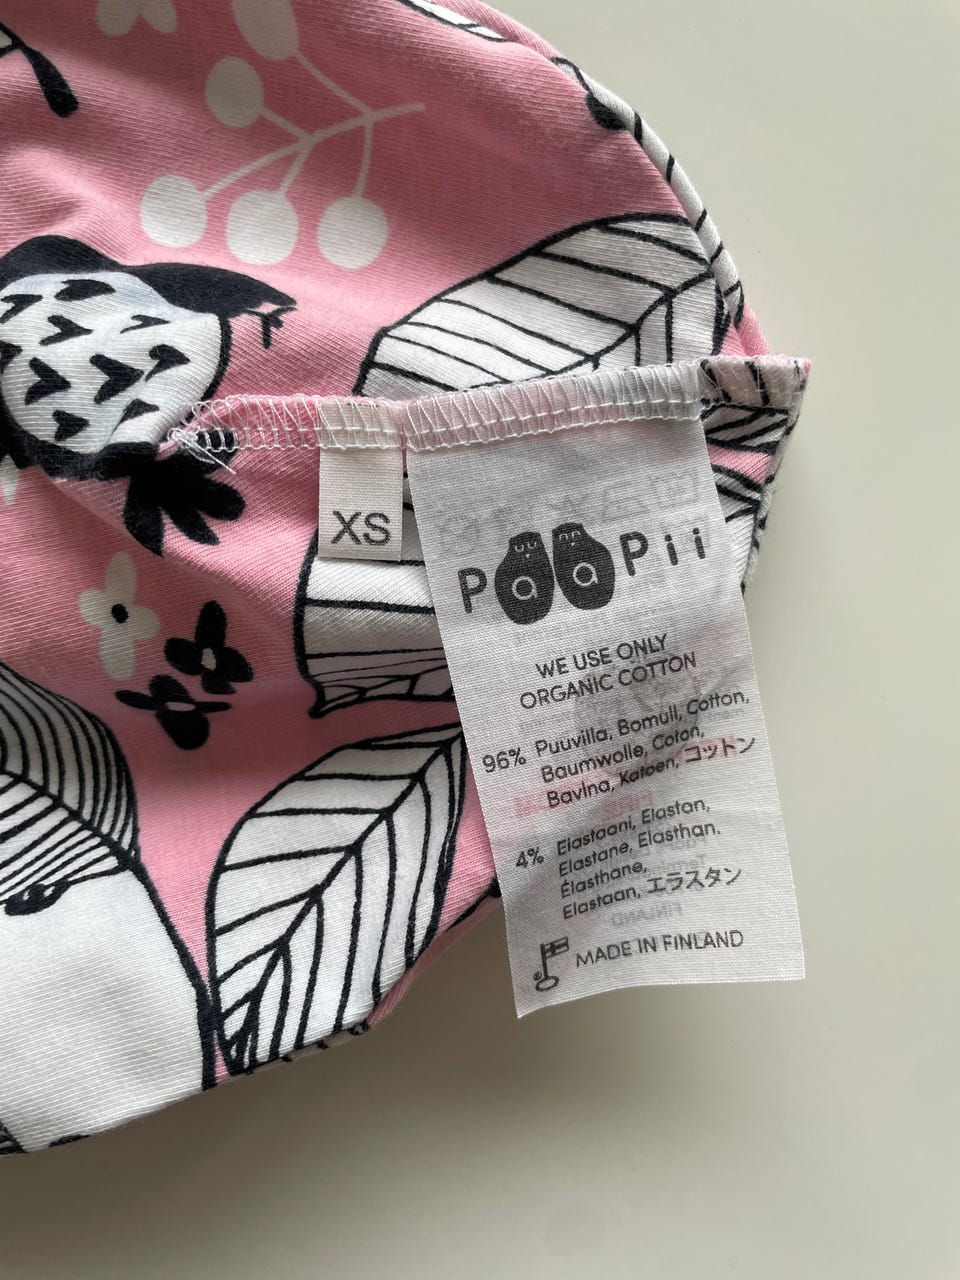 XS
PaaPii
WE USE ONLY
ORGANIC COTTON
96% Puuvilla, Bomull, Cotton,
Baumwolle, Coton,
Bavlna, Katoen, コットン
4% Elastaani, Elastan,
Elastane, Elasthan.
Élasthane,
Elastaan, エラスタン
MADE IN FINLAND